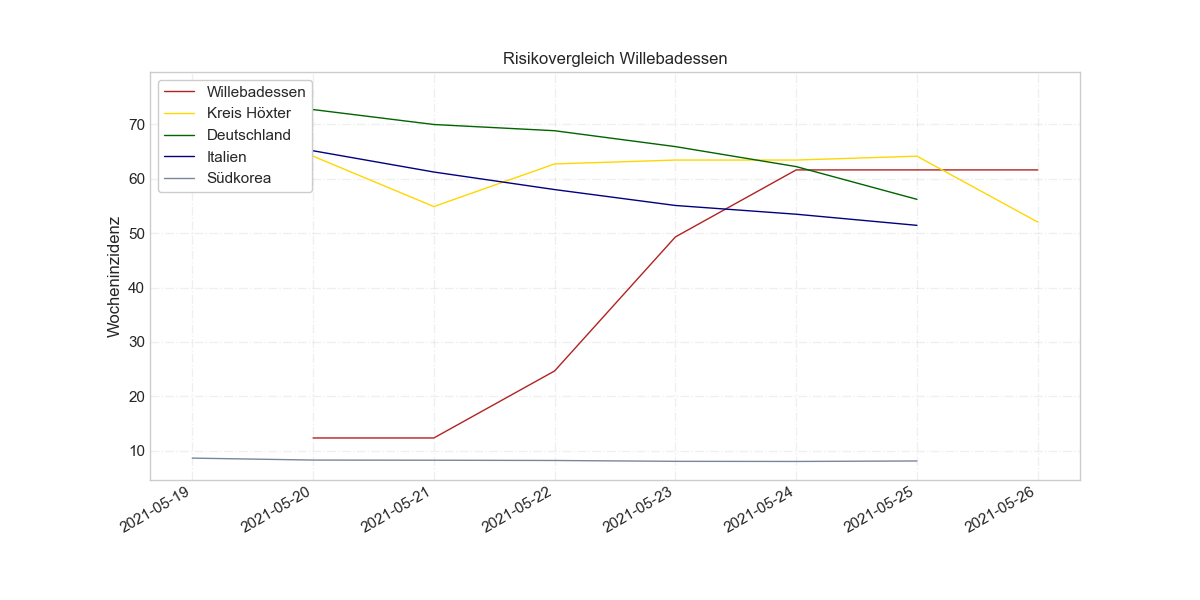 Risikovergleich Willebadessen
Willebadessen
Kreis Höxter
Deutschland
Italien
Südkorea
Wocheninzidenz
70
60
50
40
30
20
10
2021-05-19
2021-05-20
2021-05-21
2021-05-22
2021-05-23
2021-05-24
2021-05-25
2021-05-26